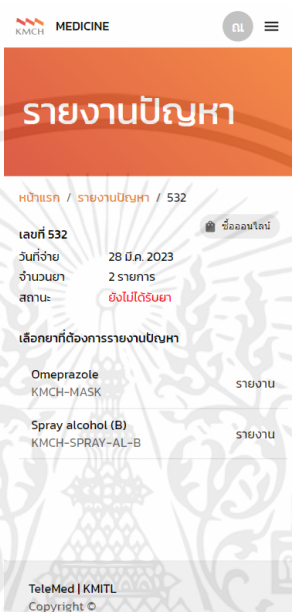 KMCH MEDICINE ณ
รายงานปัญหา
หน้าแรก / รายงานปัญหา / 532
เลขที่ 532
ซื้อออนไลน์
วันที่จ่าย 28 มี.ค. 2023
จำนวนยา 2 รายการ
สถานะ ยังไม่ได้รับยา
เลือกยาที่ต้องการรายงานปัญหา
Omeprazole
KMCH-MASK
รายงาน
Spray alcohol (B)
KMCH-SPRAY-AL-B
รายงาน
TeleMed | KMITL
Copyright ©